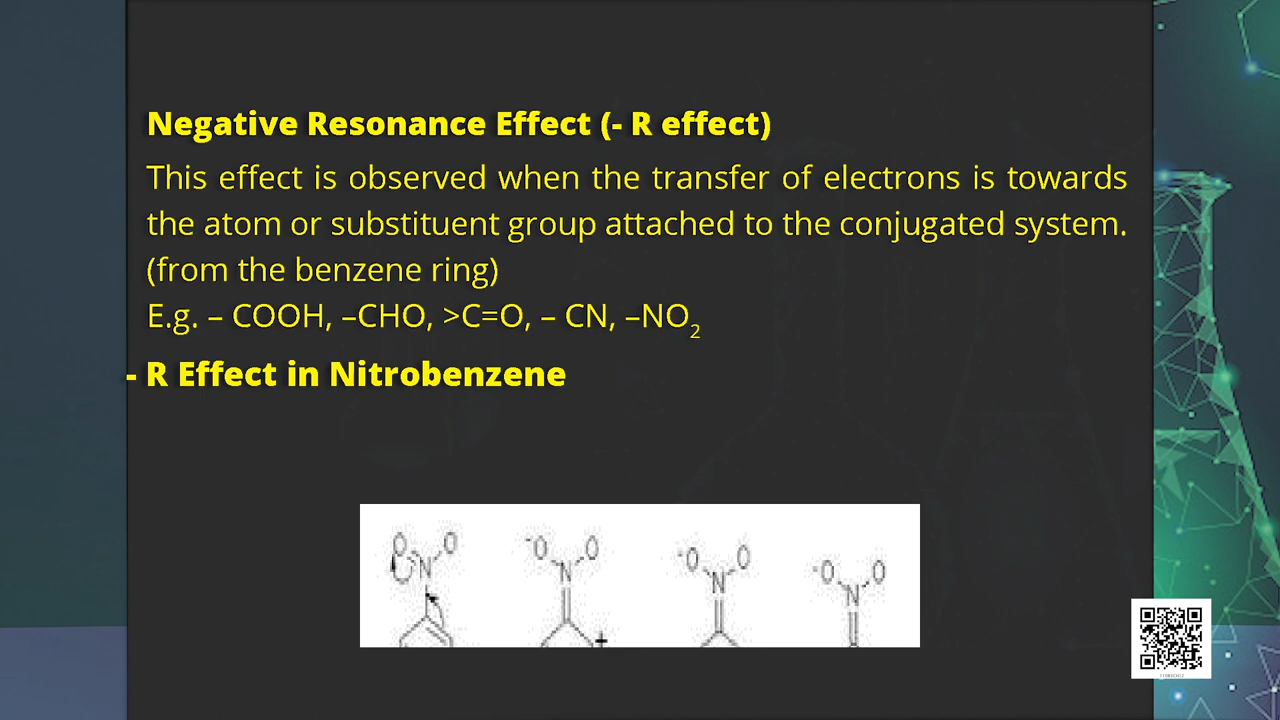 Negative Resonance Effect (- R effect)
This effect is observed when the transfer of electrons is towards
the atom or substituent group attached to the conjugated system.
(from the benzene ring)
E.g. – COOH, –CHO, >C=O, – CN, –NO2
- R Effect in Nitrobenzene
O O -O O -O O -O O
N N N N
+